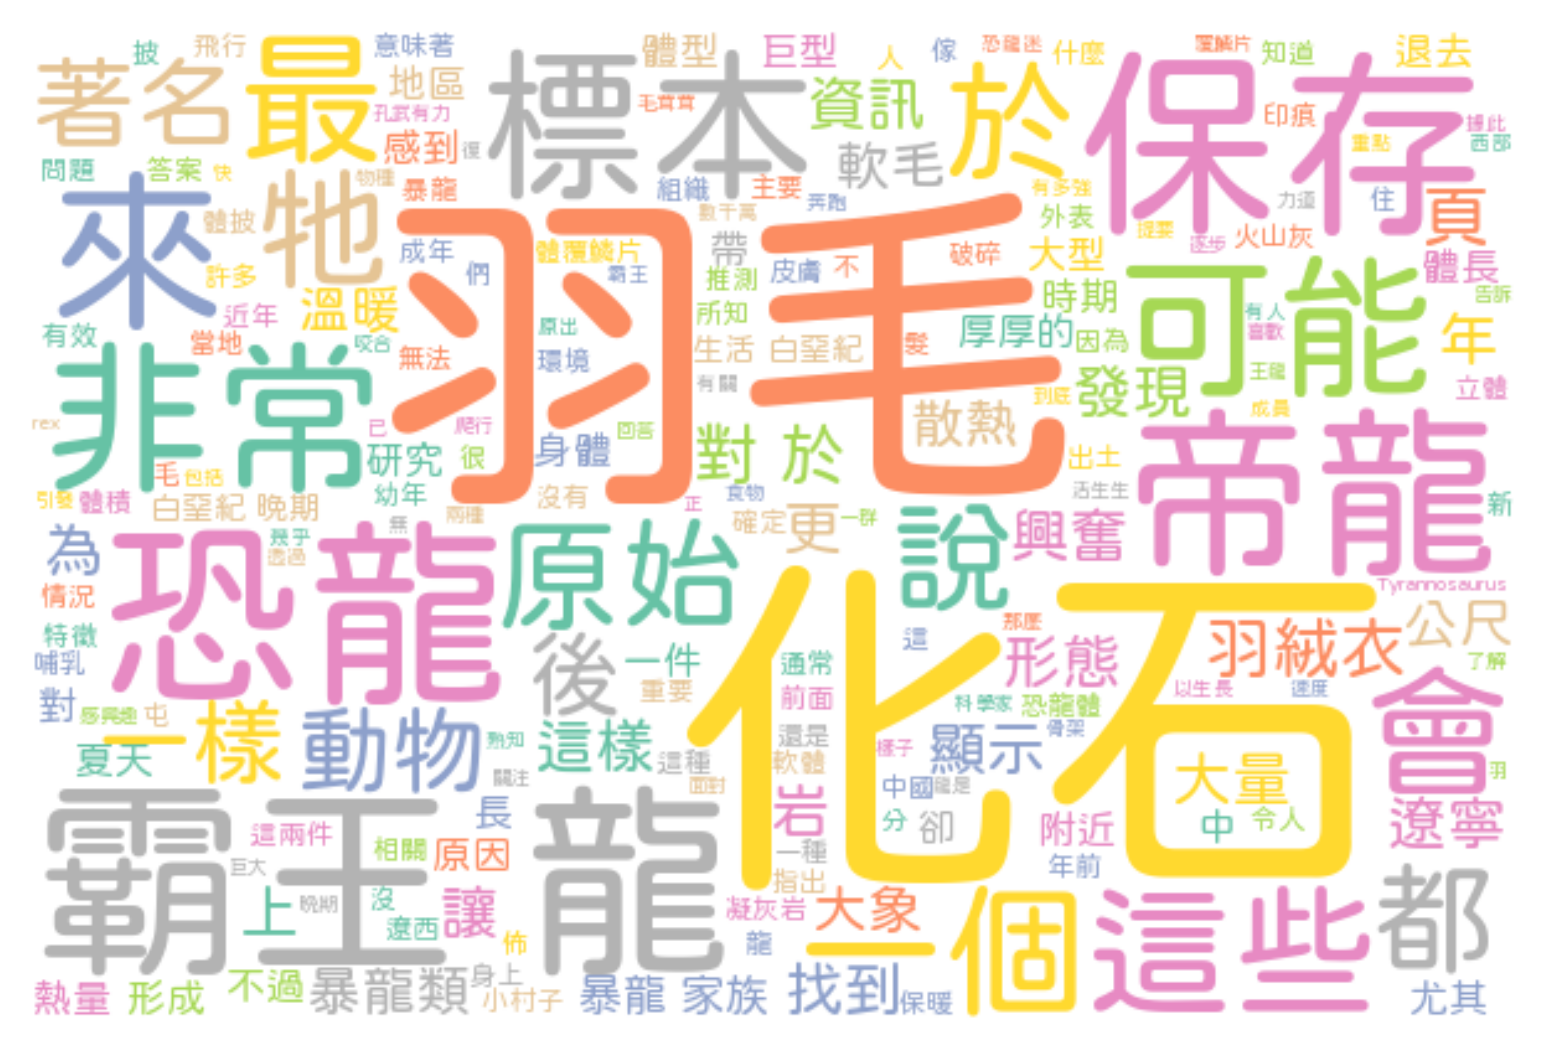 披 飛行 最 意味著 體型 巨型 人 傢 恐龍迷 什麼 覆鱗片 知道 退去
著名 地區 標本 毛茸茸 資訊 於 保存 印痕 據此
孔武有力 感到 很 軟毛 重點 西部
問題 答案 快 物種 暴龍 組織 主要 奔跑 有多強 力道 住 頁
來 體披 牠 數千萬 外表 提要 逐步 火山灰
許多 成年 們 體覆鱗片 霸王 帶 推測 皮膚 不 破碎 大型 體長
近年 溫暖 羽毛 所知 時期 可能 告訴
有效 當地 咬合 無法 原出 環境 生活 白堊紀 髮 厚厚的 因為 有人 喜歡 年
非常 有關 發現 王龍 立體
rex 已 爬行 回答 散熱 到底 成員
毛 包括 研究 很 身體 對於 出土 帝龍
引發 體積 白堊紀 晚期 幼年 兩種 沒有 正 食物 活生生 新
為 幾乎 透過 無 原始 確定 更 一群 說 興奮
情況 恐龍 Tyrannosaurus
特徵 後 一件 通常 這 那麼 形態 羽絨衣 公尺
哺乳 重要 前面 化石 以生長 速度 了解
對 感興趣 屯 科學家 恐龍體 骨架
夏天 一樣 動物 熟知 這樣 這種 還是 樣子 顯示 會
關注 面對 軟體 中國 龍是 大量 羽
霸王龍 這兩件 長 岩 分 卻 附近 中 令人 遼寧
巨大 相關 原因 一種 年前
上 晚期 沒 遼西 讓 指出 凝灰岩 大象 都
佈 龍 一個 這些
熱量 形成 不過 暴龍類 身上 小村子 暴龍 家族 找到 保暖 尤其